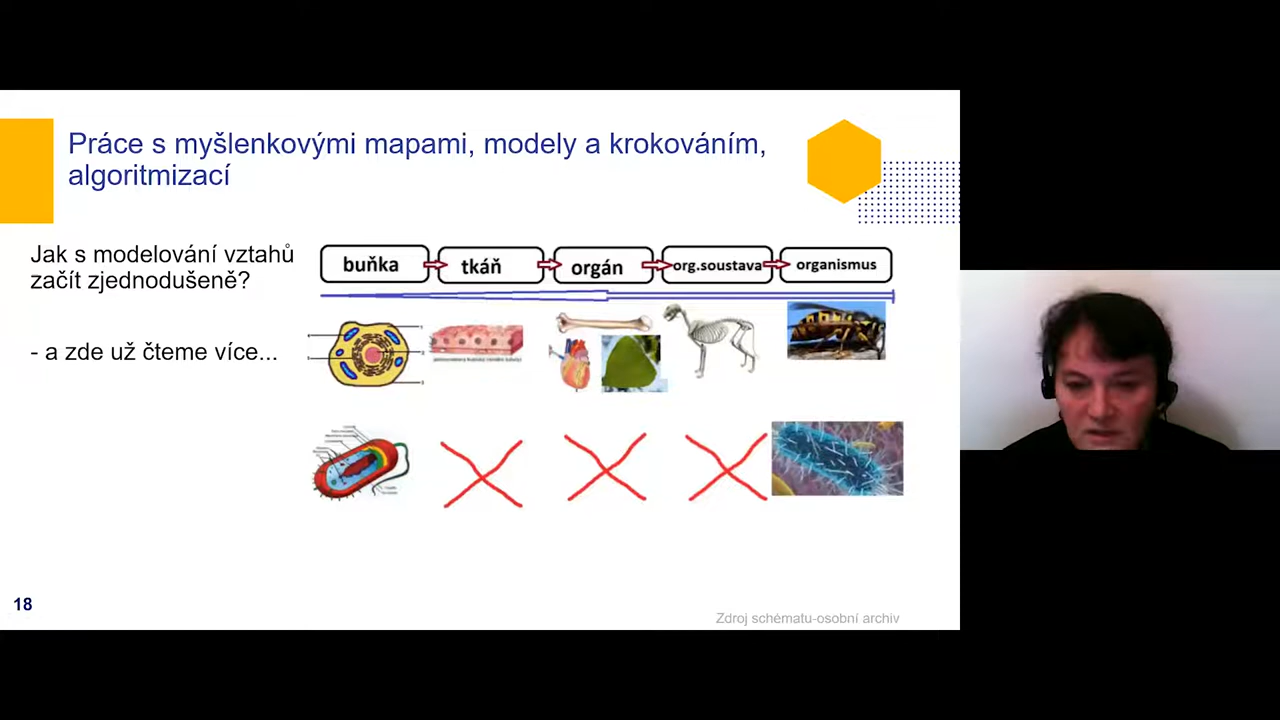 Práce s myšlenkovými mapami, modely a krokováním,
algoritmizací
Jak s modelování vztahů
začít zjednodušeně?
- a zde už čteme více...
buňka
tkáň
orgán
org.soustava
organismus
18
Zdroj schématu-osobní archiv